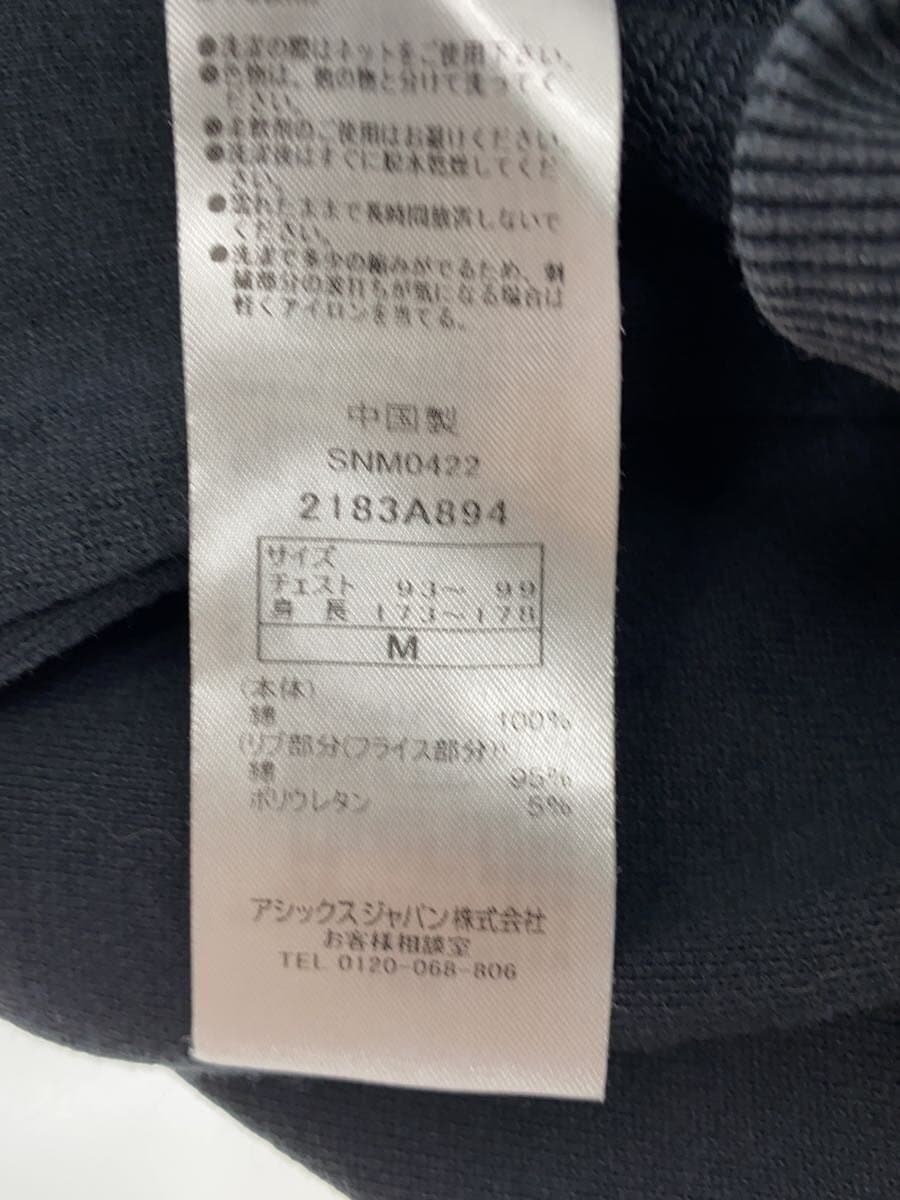 ●洗濯の際はネットをご使用下さい。
●色物は、他の物と分けて洗ってく
ださい。
●柔軟剤のご使用はお避けください
●洗濯後はすぐに脱水乾燥してくだ
さい。
●濡れたままで長時間放置しないで
ください。
●洗濯で多少の縮みがでるため、刺
繍部分の波打ちが気になる場合は
軽くアイロンを当てる。
中国製
SNM0422
2183A894
サイズ
チェスト 93～ 99
身 長 173～178
M
(本体)
綿 100%
(リブ部分(フライス部分))
綿 95%
ポリウレタン 5%
アシックスジャパン株式会社
お客様相談室
TEL 0120-068-806